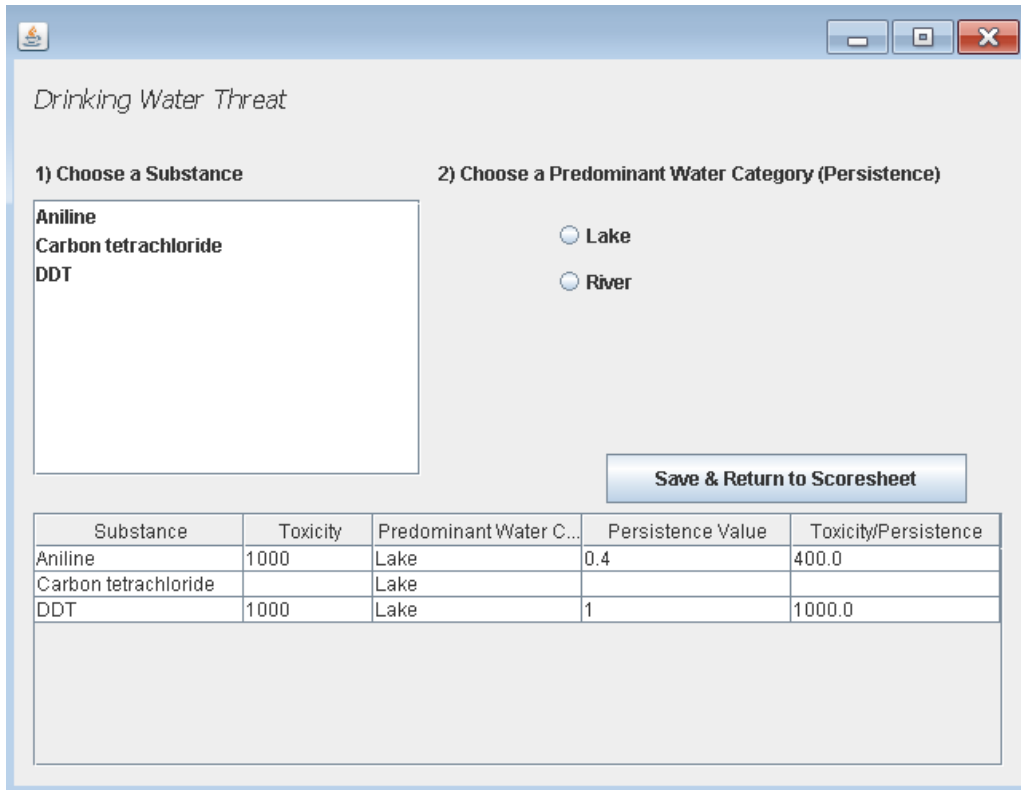 Drinking Water Threat
1) Choose a Substance
2) Choose a Predominant Water Category (Persistence)
Aniline
Carbon tetrachloride
DDT
Lake
River
Save & Return to Scoresheet
Substance Toxicity Predominant Water C... Persistence Value Toxicity/Persistence
Aniline 1000 Lake 0.4 400.0
Carbon tetrachloride Lake
DDT 1000 Lake 1 1000.0